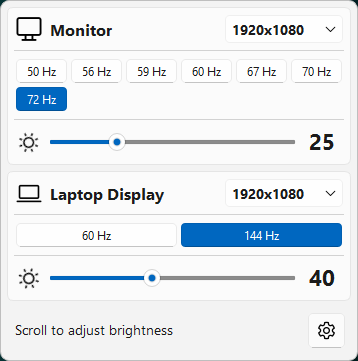 Monitor 1920x1080
50 Hz 56 Hz 59 Hz 60 Hz 67 Hz 70 Hz
72 Hz
25
Laptop Display 1920x1080
60 Hz 144 Hz
40
Scroll to adjust brightness